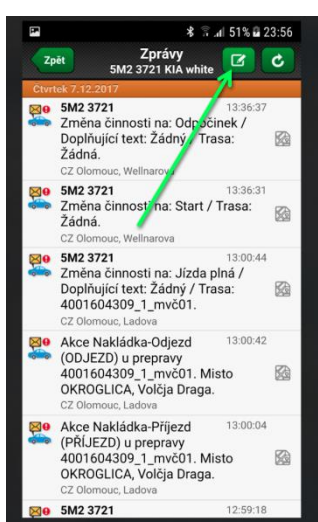 51% 23:56
Zpět
Zprávy
5M2 3721 KIA white
Čtvrtek 7.12.2017
5M2 3721 13:36:37
Změna činnosti na: Odpočinek /
Doplňující text: Žádný / Trasa:
Žádná.
CZ Olomouc, Wellnarova
5M2 3721 13:36:31
Změna činnosti na: Start / Trasa:
Žádná.
CZ Olomouc, Wellnarova
5M2 3721 13:00:44
Změna činnosti na: Jízda plná /
Doplňující text: Žádný / Trasa:
4001604309_1_mvč01.
CZ Olomouc, Ladova
Akce Nakládka-Odjezd 13:00:42
(ODJEZD) u prepravy
4001604309_1_mvč01. Misto
OKROGLICA, Volčja Draga.
CZ Olomouc, Ladova
Akce Nakládka-Příjezd 13:00:04
(PŘÍJEZD) u prepravy
4001604309_1_mvč01. Misto
OKROGLICA, Volčja Draga.
CZ Olomouc, Ladova
5M2 3721 12:59:18